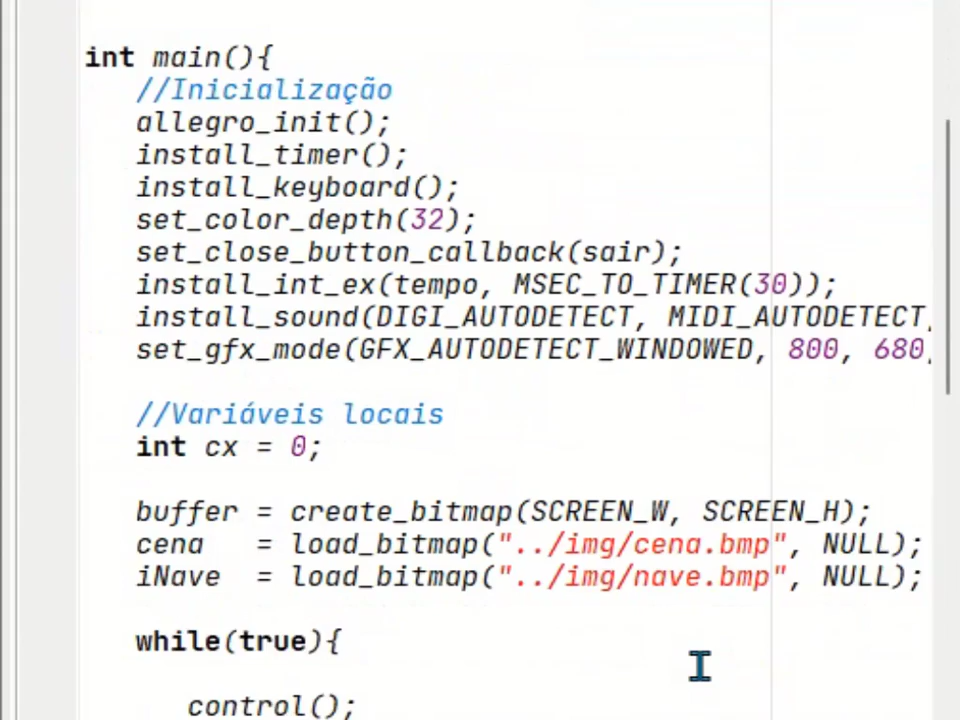 int main(){
//Inicialização
allegro_init();
install_timer();
install_keyboard();
set_color_depth(32);
set_close_button_callback(sair);
install_int_ex(tempo, MSEC_TO_TIMER(30));
install_sound(DIGI_AUTODETECT, MIDI_AUTODETECT,
set_gfx_mode(GFX_AUTODETECT_WINDOWED, 800, 680,
//Variáveis locais
int cx = 0;
buffer = create_bitmap(SCREEN_W, SCREEN_H);
cena   = load_bitmap("../img/cena.bmp", NULL);
iNave  = load_bitmap("../img/nave.bmp", NULL);
while(true){
control();